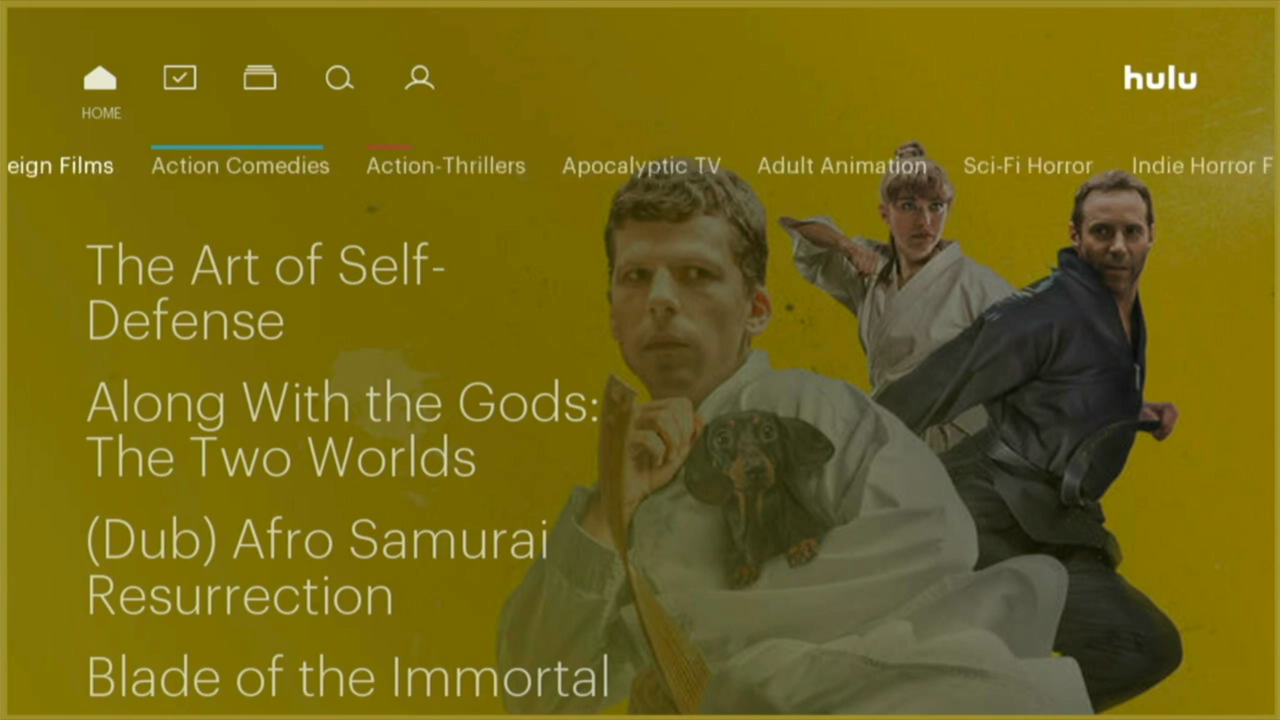 hulu
HOME
eign Films Action Comedies Action-Thrillers Apocalyptic TV Adult Animation Sci-Fi Horror Indie Horror F
The Art of Self-
Defense
Along With the Gods:
The Two Worlds
(Dub) Afro Samurai
Resurrection
Blade of the Immortal